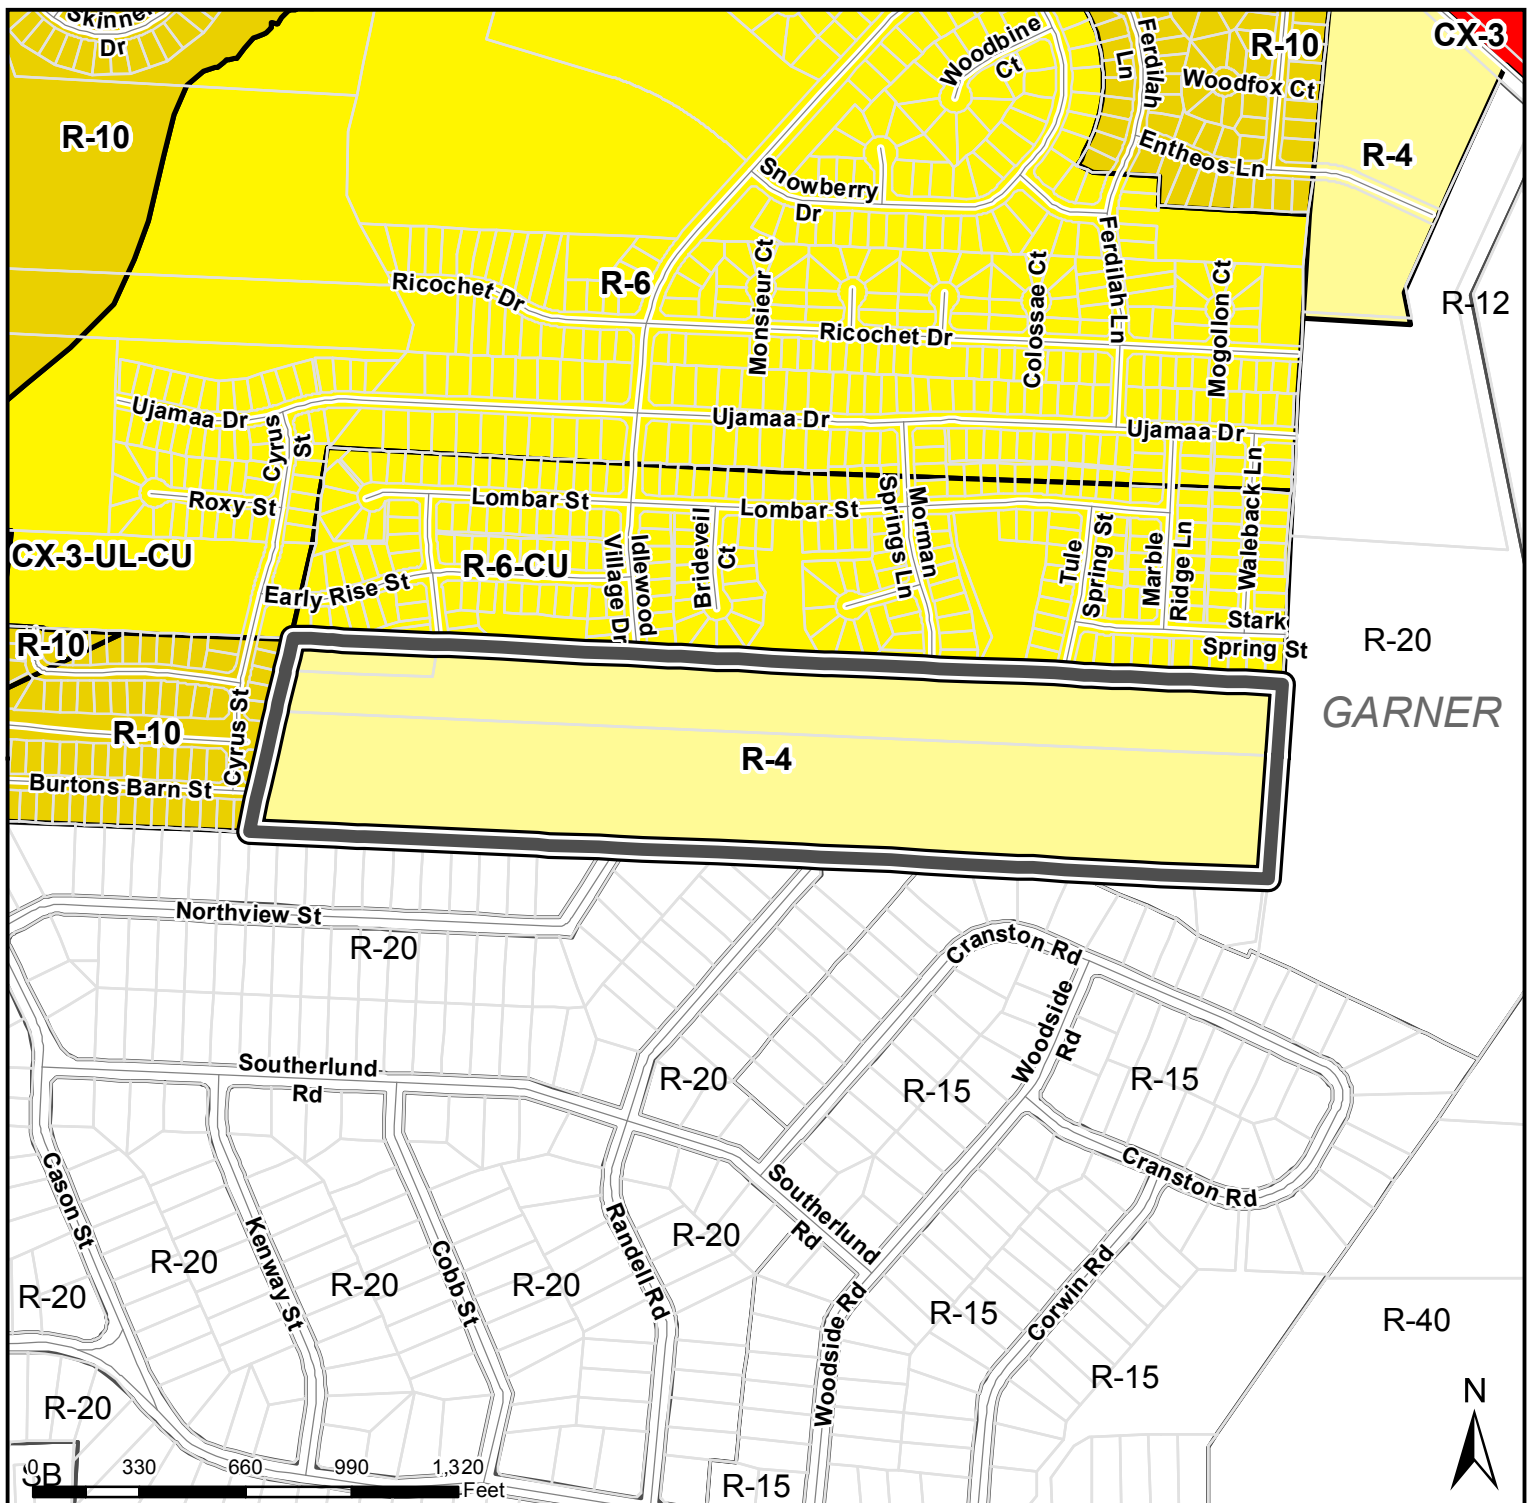 Skinner
Dr
R-10
Woodbine
Ct
Ferdilah
Ln
R-10
CX-3
Woodfox Ct
Entheos Ln
R-4
Snowberry
Dr
R-6
Ricochet Dr
Monsieur Ct
Ricochet Dr
Colossae Ct
Ferdilah Ln
Mogollon Ct
R-12
Ujamaa Dr
Cyrns
St
Ujamaa Dr
Ujamaa Dr
Roxy St
Lombar St
Lombar St
Morman
Springs Ln
Waleback Ln
CX-3-UL-CU
R-6-CU
Early Rise St
Idlewood
Village Dr
Brideveil
Ct
Tule
Spring St
Marble
Ridge Ln
Stark
Spring St
R-20
GARNER
R-10
R-10
Cyrus St
Burtons Barn St
R-4
Northview St
R-20
Cranston Rd
Woodside
Rd
Southerlund
Rd
R-20
R-15
R-15
Cason St
Kenway St
Cobb St
Randell Rd
Southerlund
Rd
Cranston Rd
R-20
R-20
R-20
R-20
R-20
Woodside Rd
R-15
Corwin Rd
R-40
R-15
R-20
R-15
SB
N
0 330 660 990 1,320
Feet